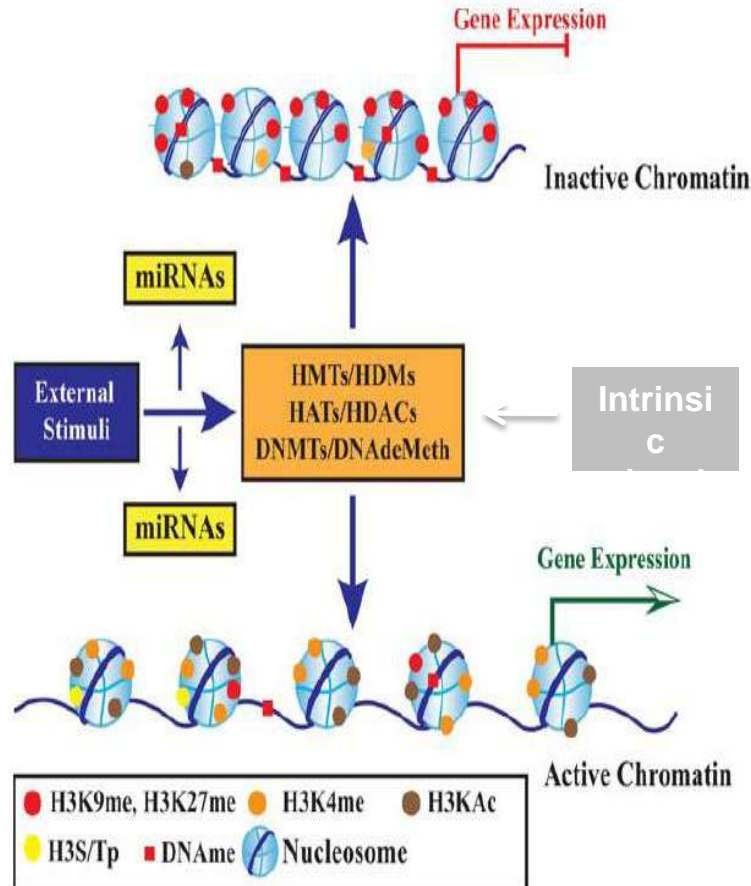 Gene Expression
Inactive Chromatin
miRNAs
External
Stimuli
HMTs/HDMs
HATs/HDACs
DNMTs/DNAdeMeth
Intrinsi
c
miRNAs
Gene Expression
Active Chromatin
H3K9me, H3K27me H3K4me H3KAc
H3S/Tp DNAme Nucleosome